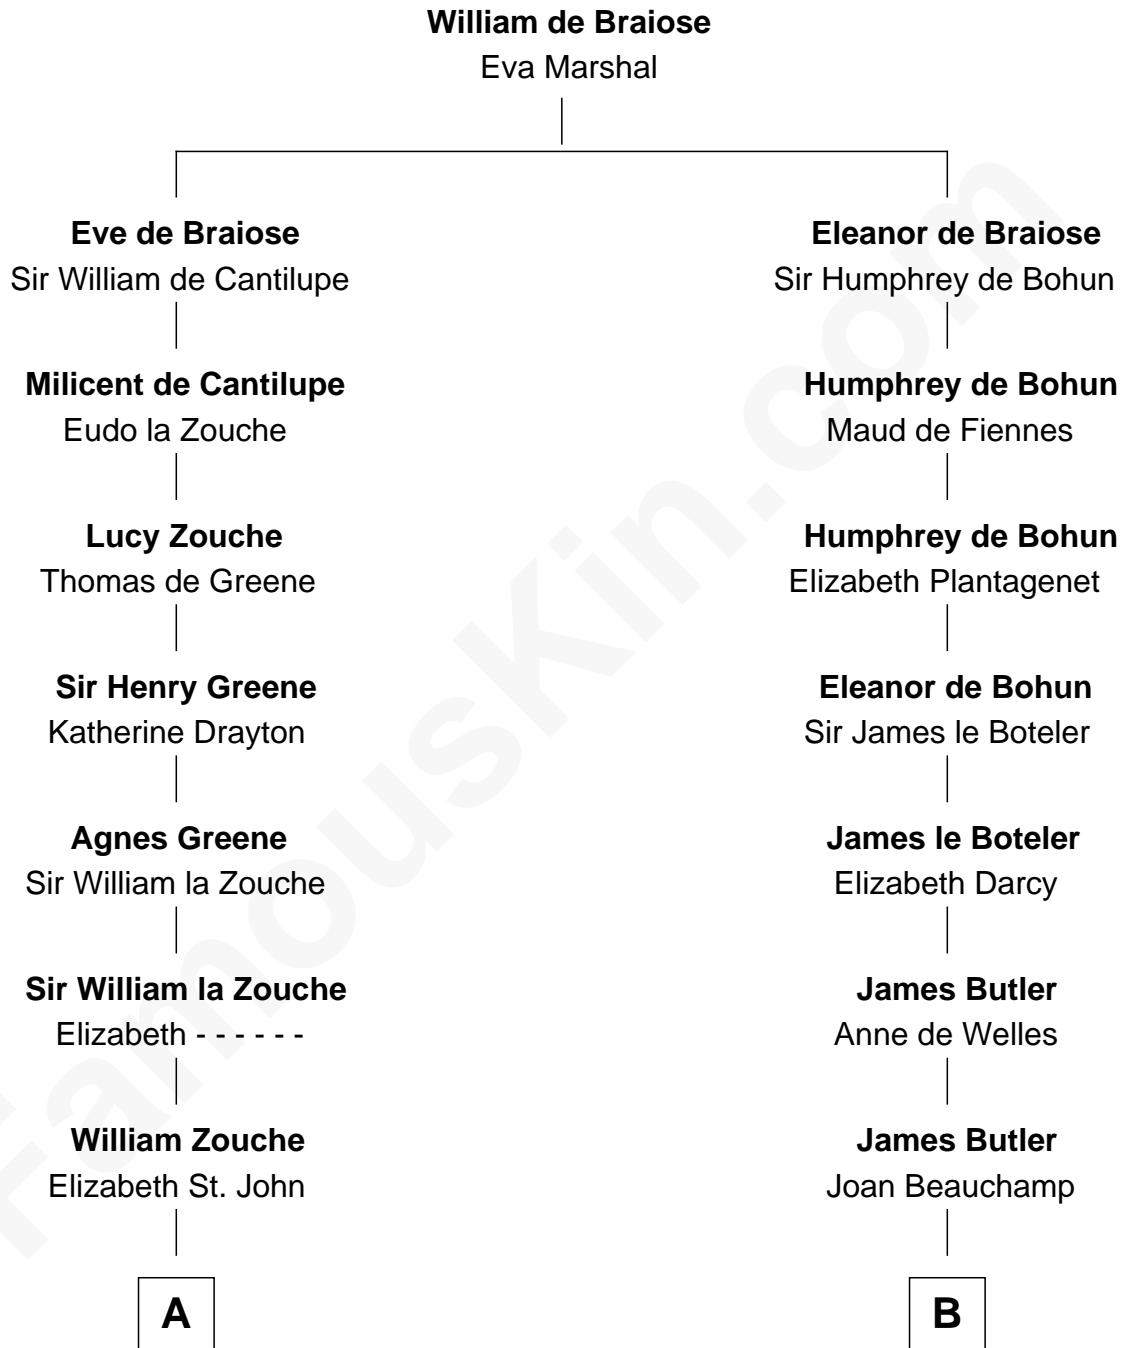 William de Braiose
Eva Marshal
Eve de Braiose
Sir William de Cantilupe
Eleanor de Braiose
Sir Humphrey de Bohun
Milicent de Cantilupe
Eudo la Zouche
Humphrey de Bohun
Maud de Fiennes
Lucy Zouche
Thomas de Greene
Humphrey de Bohun
Elizabeth Plantagenet
Sir Henry Greene
Katherine Drayton
Eleanor de Bohun
Sir James le Boteler
Agnes Greene
Sir William la Zouche
James le Boteler
Elizabeth Darcy
Sir William la Zouche
Elizabeth - - - - - -
James Butler
Anne de Welles
William Zouche
Elizabeth St. John
James Butler
Joan Beauchamp
A
B
FamousKin.com